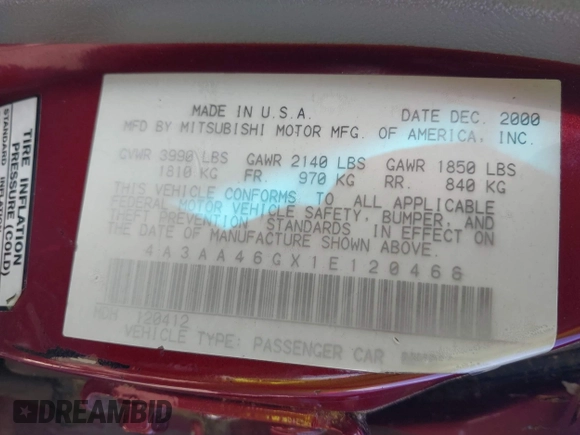 MADE IN U.S.A. DATE DEC. 2000
MFD BY MITSUBISHI MOTOR MFG. OF AMERICA, INC.
GVWR 3990 LBS GAWR 2140 LBS GAWR 1850 LBS
1810 KG FR. 970 KG RR. 840 KG
THIS VEHICLE CONFORMS TO ALL APPLICABLE
FEDERAL MOTOR VEHICLE SAFETY, BUMPER, AND
THEFT PREVENTION STANDARDS IN EFFECT ON
THE DATE OF MANUFACTURE SHOWN ABOVE.
4A3AA46GX1E120468
120412
VEHICLE TYPE: PASSENGER CAR
TIRE INFLATION
PRESSURE (COLD)
DREAMBID